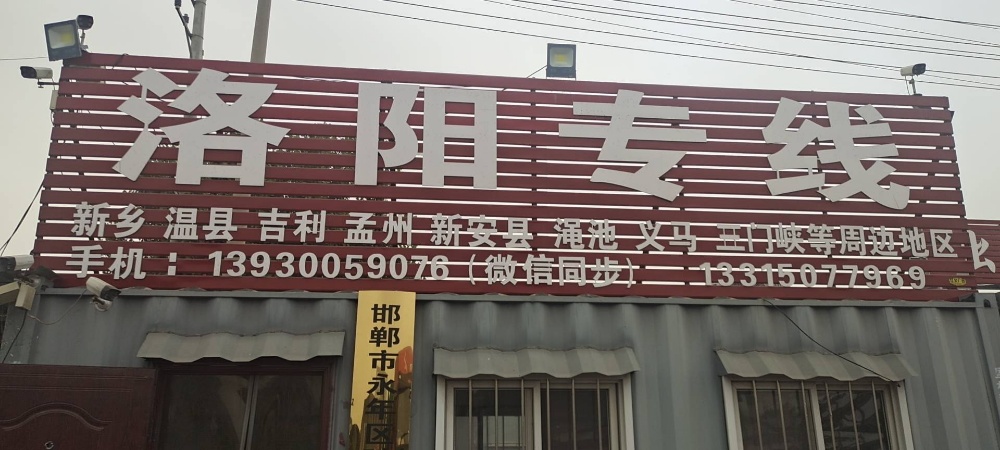 洛阳专线
新乡 温县 吉利 孟州 新安县 渑池 义马 三门峡等周边地区
手机：13930059076（微信同步） 13315077969
邯郸市永年区